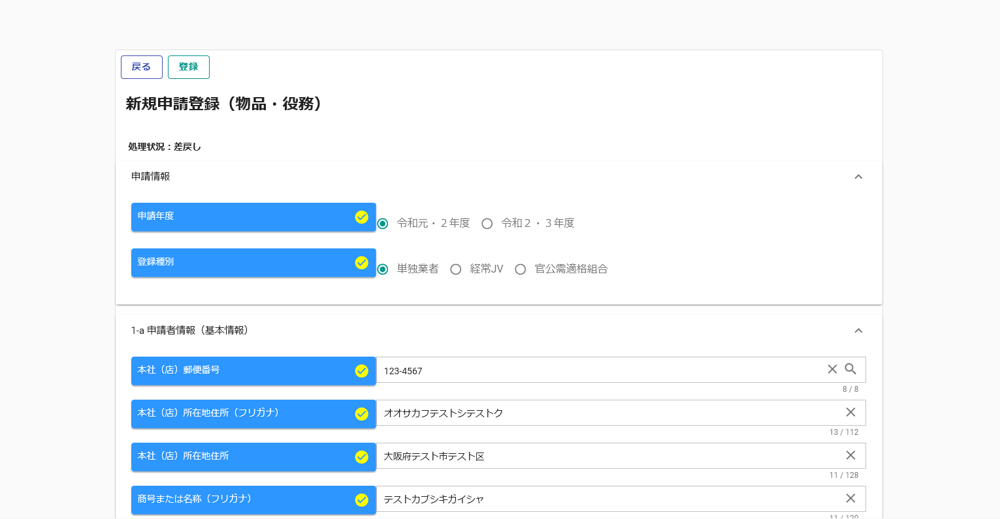 戻る 登録
新規申請登録（物品・役務）
処理状況：差戻し
申請情報
申請年度 令和元・２年度 令和２・３年度
登録種別 単独業者 経常JV 官公需適格組合
1-a 申請者情報（基本情報）
本社（店）郵便番号 123-4567
8 / 8
本社（店）所在地住所（フリガナ） オオサカフテストシテストク
13 / 112
本社（店）所在地住所 大阪府テスト市テスト区
11 / 128
商号または名称（フリガナ） テストカブシキガイシャ
11 / 120